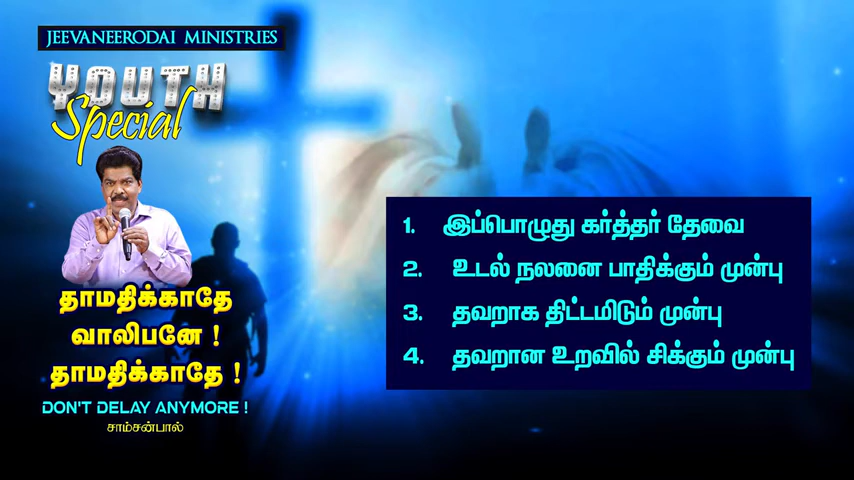 JEEVANEERODAI MINISTRIES
YOUTH
Special
தாமதிக்காதே
வாலிபனே !
தாமதிக்காதே !
DON'T DELAY ANYMORE !
சாம்சன்பால்
1. இப்பொழுது கர்த்தர் தேவை
2. உடல் நலனை பாதிக்கும் முன்பு
3. தவறாக திட்டமிடும் முன்பு
4. தவறான உறவில் சிக்கும் முன்பு